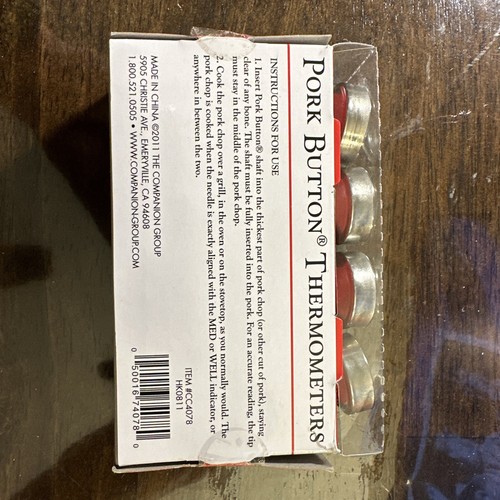 PORK BUTTON® THERMOMETERS
INSTRUCTIONS FOR USE
1. Insert Pork Button® shaft into the thickest part of pork chop (or other cut of pork), staying
clear of any bone. The shaft must be fully inserted into the pork. For an accurate reading, the tip
must stay in the middle of the pork chop.
2. Cook the pork chop over a grill, in the oven or on the stovetop, as you normally would. The
pork chop is cooked when the needle is exactly aligned with the MED or WELL indicator, or
anywhere in between the two.
MADE IN CHINA ©2011 THE COMPANION GROUP
5905 CHRISTIE AVE., EMERYVILLE, CA 94608
1.800.521.0505 • WWW.COMPANION-GROUP.COM
ITEM #CC4078
HK0811
0 50016 74078 0